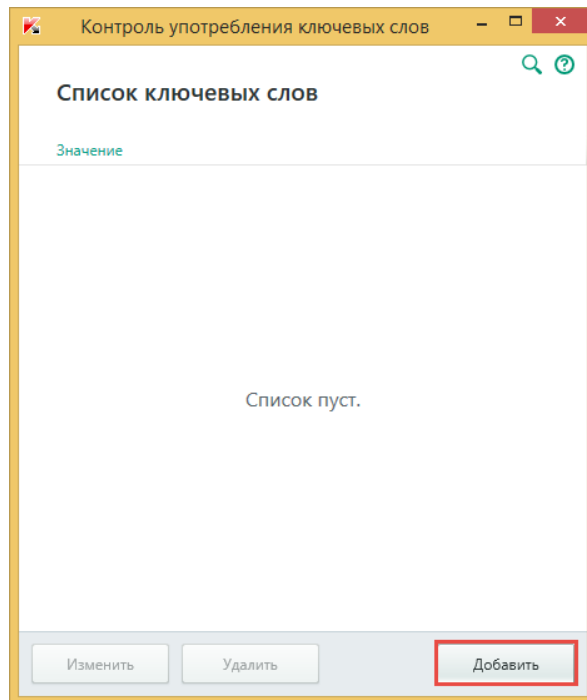 Контроль употребления ключевых слов
Список ключевых слов
Значение
Список пуст.
Изменить Удалить Добавить